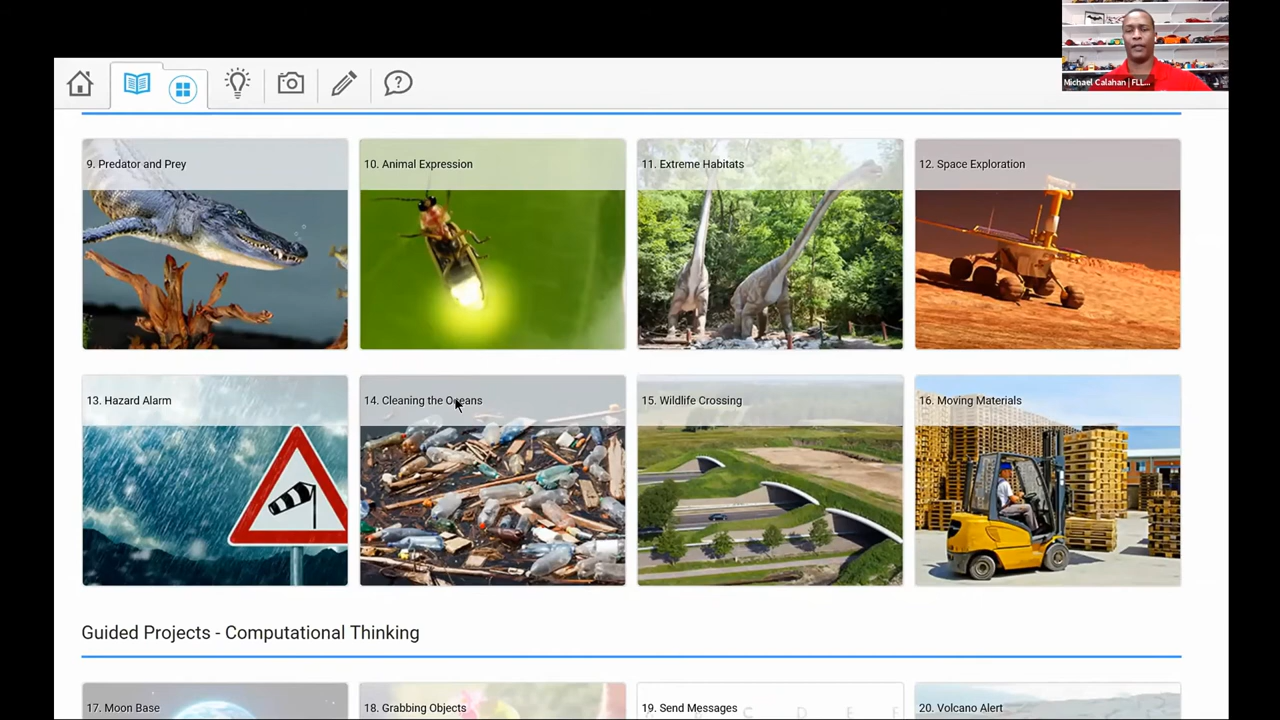 Michael Calahan | FLL...
9. Predator and Prey
10. Animal Expression
11. Extreme Habitats
12. Space Exploration
13. Hazard Alarm
14. Cleaning the Oceans
15. Wildlife Crossing
16. Moving Materials
Guided Projects - Computational Thinking
17. Moon Base
18. Grabbing Objects
19. Send Messages
20. Volcano Alert